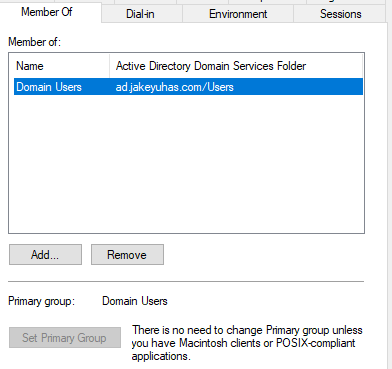 Member Of
Dial-in
Environment
Sessions
Member of:
Name
Active Directory Domain Services Folder
Domain Users
ad.jakeyuhas.com/Users
Add...
Remove
Primary group:
Domain Users
Set Primary Group
There is no need to change Primary group unless
you have Macintosh clients or POSIX-compliant
applications.